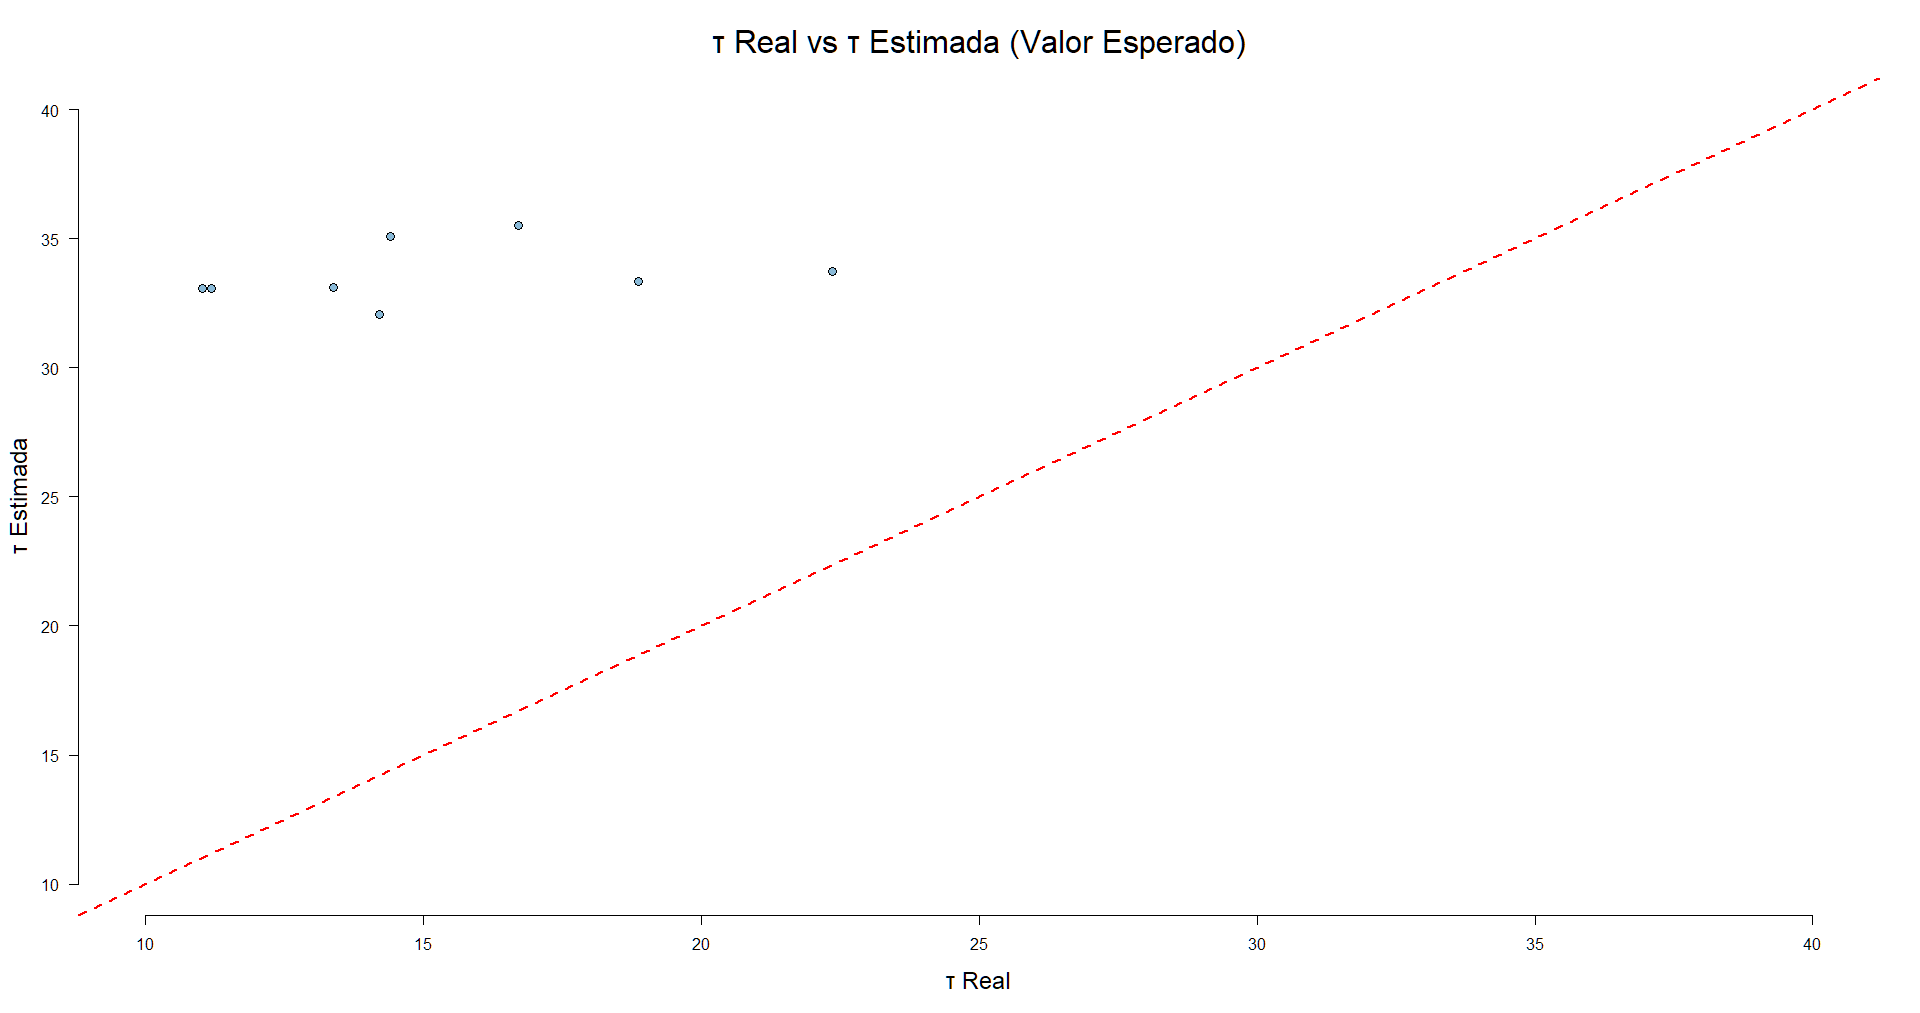 τ Real vs τ Estimada (Valor Esperado)
40
35
30
25
20
15
10
τ Estimada
10 15 20 25 30 35 40
τ Real